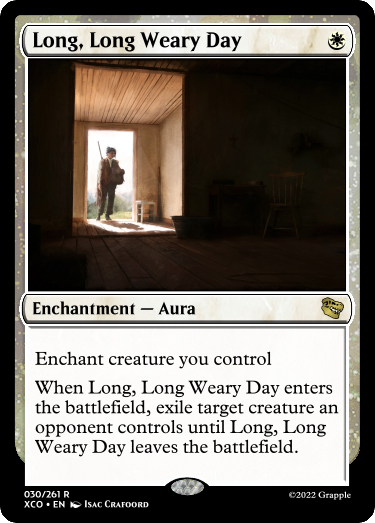 Long, Long Weary Day
Enchantment — Aura
Enchant creature you control
When Long, Long Weary Day enters
the battlefield, exile target creature an
opponent controls until Long, Long
Weary Day leaves the battlefield.
030/261 R
XCO • EN Isac Crafoord
©2022 Grapple